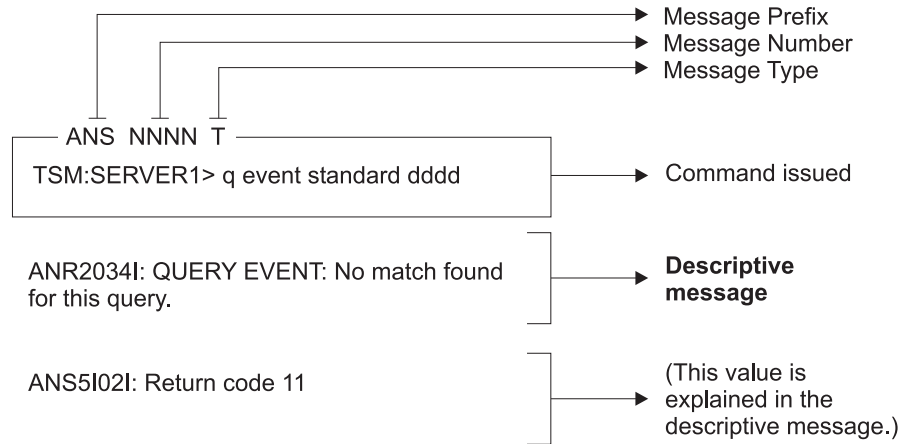 Message Prefix
Message Number
Message Type
ANS NNNN T
TSM:SERVER1> q event standard dddd
Command issued
ANR2034I: QUERY EVENT: No match found
for this query.
Descriptive
message
ANS5I02I: Return code 11
(This value is
explained in the
descriptive message.)